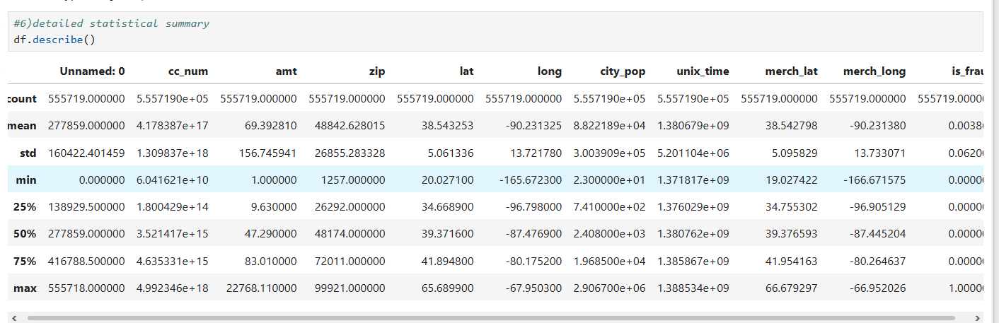 #6)detailed statistical summary
df.describe()
Unnamed: 0 cc_num amt zip lat long city_pop unix_time merch_lat merch_long is_frau
count 555719.000000 5.557190e+05 555719.000000 555719.000000 555719.000000 555719.000000 5.557190e+05 5.557190e+05 555719.000000 555719.000000 555719.0000
mean 277859.000000 4.178387e+17 69.392810 48842.628015 38.543253 -90.231325 8.822189e+04 1.380679e+09 38.542798 -90.231380 0.0038
std 160422.401459 1.309837e+18 156.745941 26855.283328 5.061336 13.721780 3.003909e+05 5.201104e+06 5.095829 13.733071 0.0620
min 0.000000 6.041621e+10 1.000000 1257.000000 20.027100 -165.672300 2.300000e+01 1.371817e+09 19.027422 -166.671575 0.0000
25% 138929.500000 1.800429e+14 9.630000 26292.000000 34.668900 -96.798000 7.410000e+02 1.376029e+09 34.755302 -96.905129 0.0000
50% 277859.000000 3.521417e+15 47.290000 48174.000000 39.371600 -87.476900 2.408000e+03 1.380762e+09 39.376593 -87.445204 0.0000
75% 416788.500000 4.635331e+15 83.010000 72011.000000 41.894800 -80.175200 1.968500e+04 1.385867e+09 41.954163 -80.264637 0.0000
max 555718.000000 4.992346e+18 22768.110000 99921.000000 65.689900 -67.950300 2.906700e+06 1.388534e+09 66.679297 -66.952026 1.0000